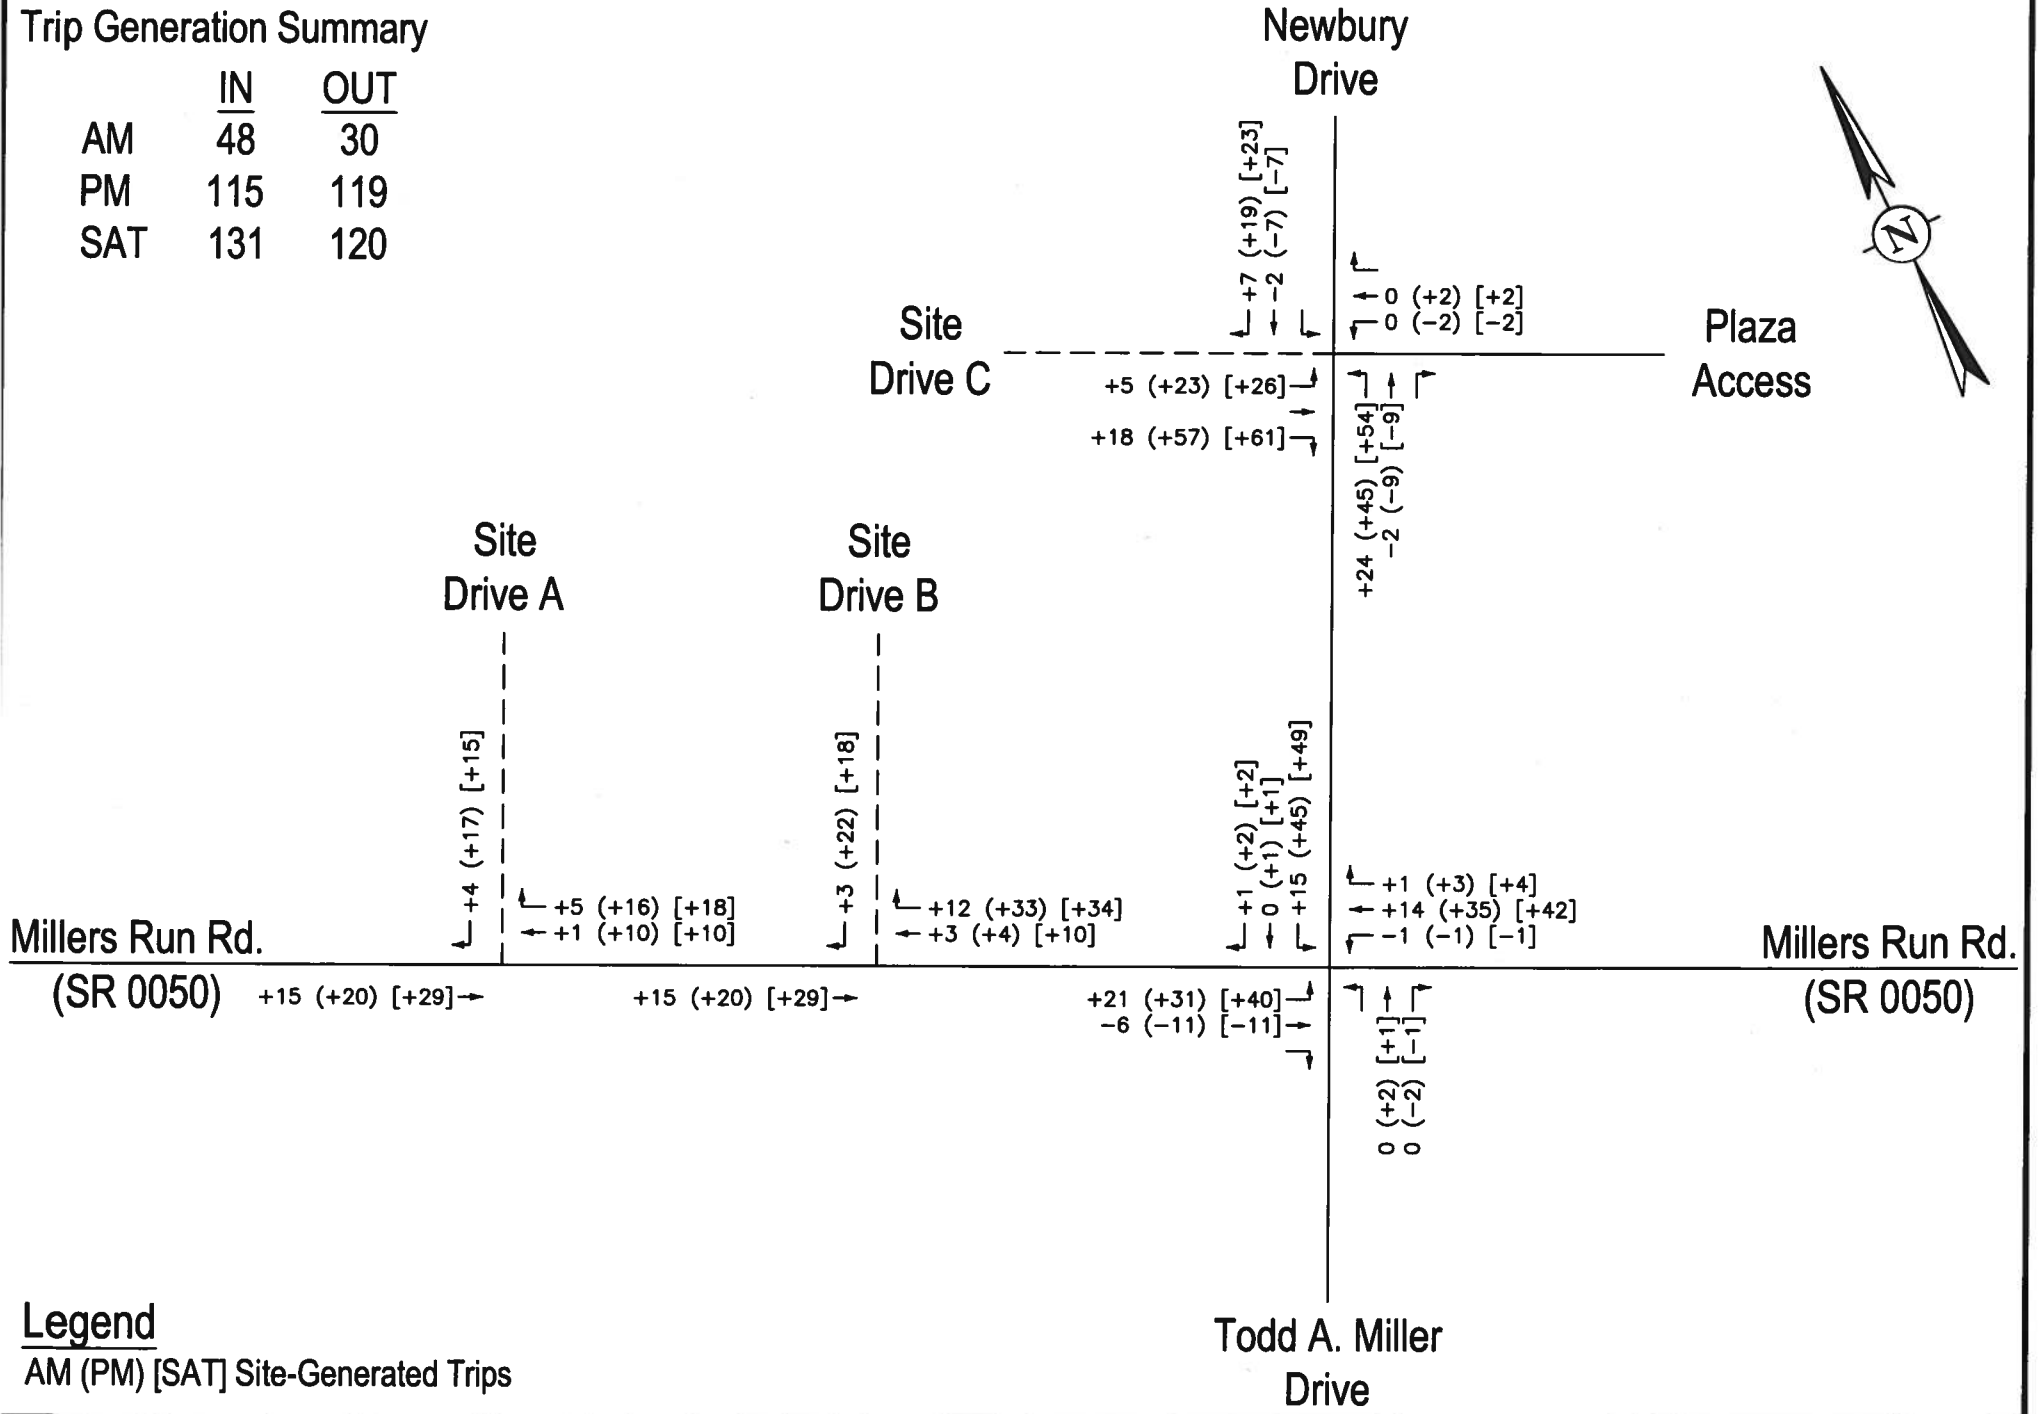 Trip Generation Summary
IN OUT
AM 48 30
PM 115 119
SAT 131 120
Newbury
Drive
N
+7 (+19) [+23]
-2 (-7) [-7]
0 (+2) [+2]
0 (-2) [-2]
Site
Drive C
Plaza
Access
+5 (+23) [+26]
+18 (+57) [+61]
+24 (+45) [+54]
-2 (-9) [-9]
Site
Drive A
Site
Drive B
+4 (+17) [+15]
+5 (+16) [+18]
+1 (+10) [+10]
+3 (+22) [+18]
+12 (+33) [+34]
+3 (+4) [+10]
+1 (+2) [+2]
0 (+1) [+1]
+15 (+45) [+49]
+1 (+3) [+4]
+14 (+35) [+42]
-1 (-1) [-1]
Millers Run Rd.
(SR 0050)
Millers Run Rd.
(SR 0050)
+15 (+20) [+29]
+15 (+20) [+29]
+21 (+31) [+40]
-6 (-11) [-11]
0 (+2) [+1]
0 (-2) [-1]
Todd A. Miller
Drive
Legend
AM (PM) [SAT] Site-Generated Trips